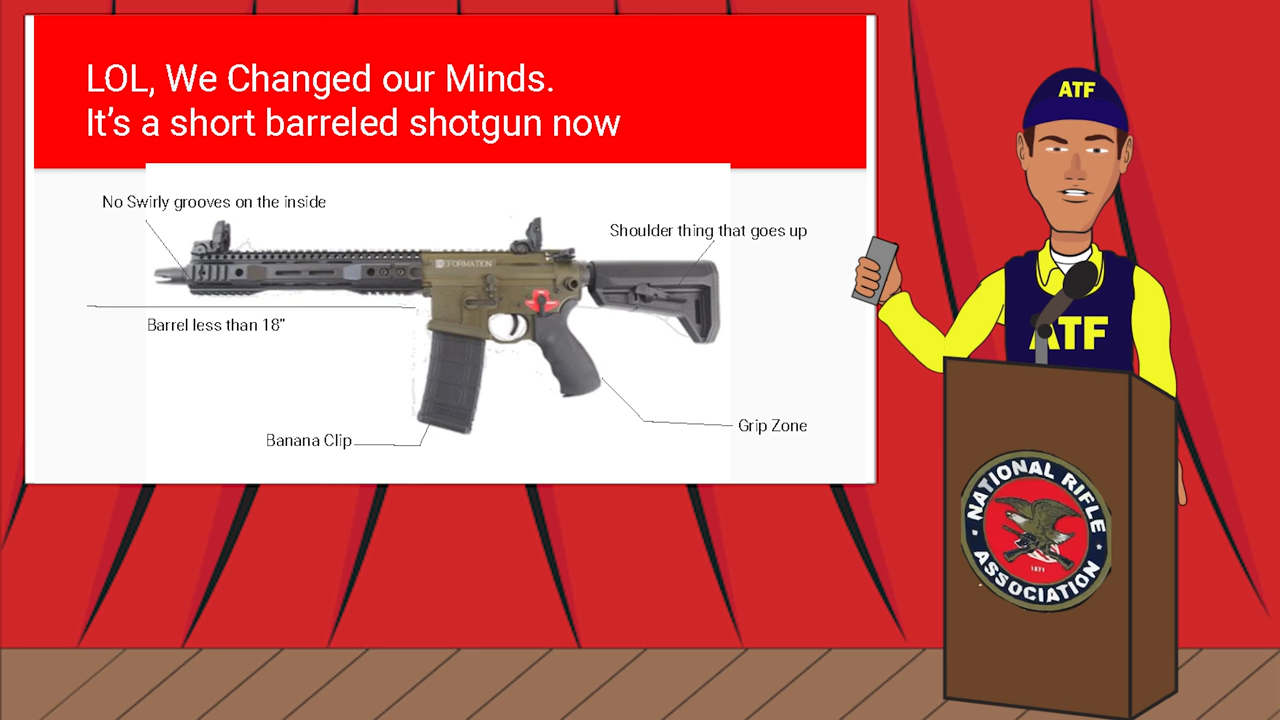 LOL, We Changed our Minds.
It's a short barreled shotgun now
No Swirly grooves on the inside
Shoulder thing that goes up
Barrel less than 18"
Banana Clip
Grip Zone
ATF
ATF
NATIONAL RIFLE
ASSOCIATION
1871